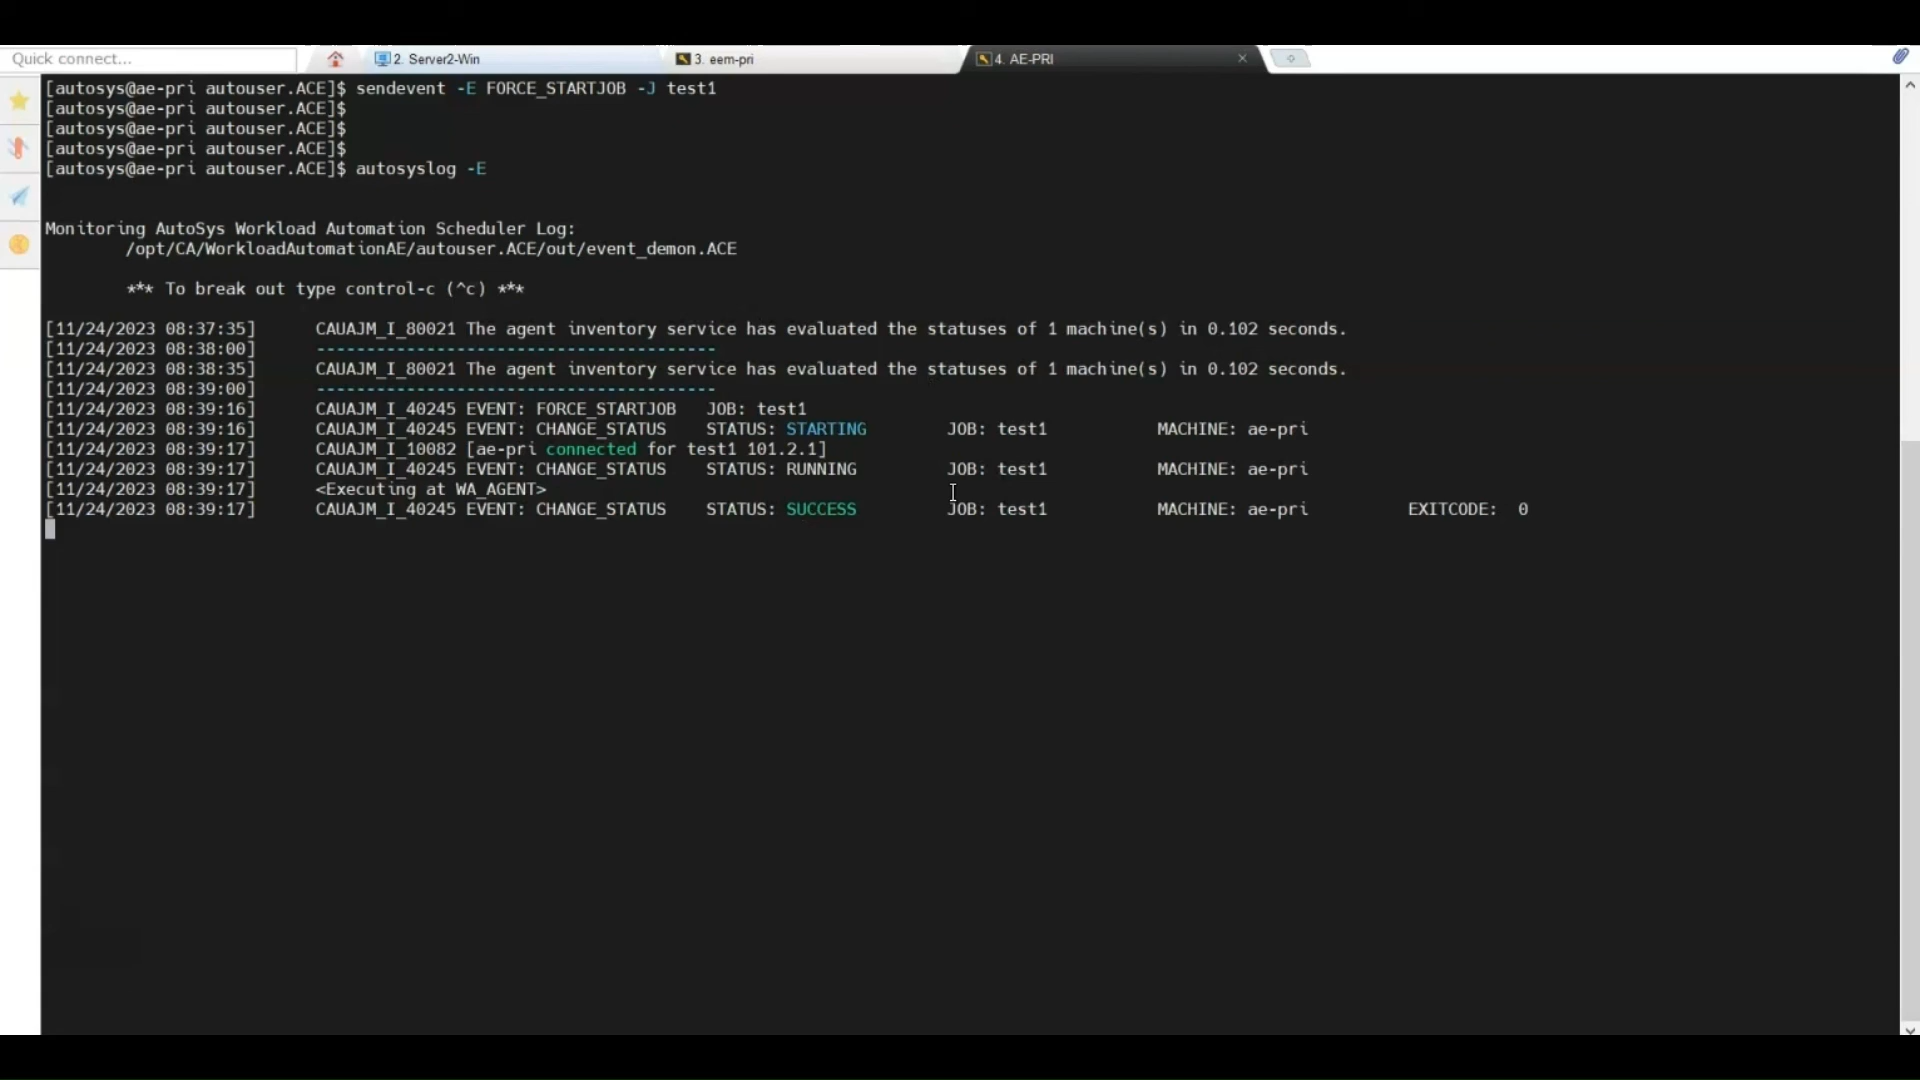 Quick connect...
2. Server2-Win
3. eem-pri
4. AE-PRI
[autosys@ae-pri autouser.ACE]$ sendevent -E FORCE_STARTJOB -J test1
[autosys@ae-pri autouser.ACE]$
[autosys@ae-pri autouser.ACE]$
[autosys@ae-pri autouser.ACE]$
[autosys@ae-pri autouser.ACE]$ autosyslog -E
Monitoring AutoSys Workload Automation Scheduler Log:
/opt/CA/WorkloadAutomationAE/autouser.ACE/out/event_demon.ACE
*** To break out type control-c (^c) ***
[11/24/2023 08:37:35] CAUAJM_I_80021 The agent inventory service has evaluated the statuses of 1 machine(s) in 0.102 seconds.
[11/24/2023 08:38:00] ----------------------------------------
[11/24/2023 08:38:35] CAUAJM_I_80021 The agent inventory service has evaluated the statuses of 1 machine(s) in 0.102 seconds.
[11/24/2023 08:39:00] ----------------------------------------
[11/24/2023 08:39:16] CAUAJM_I_40245 EVENT: FORCE_STARTJOB JOB: test1
[11/24/2023 08:39:16] CAUAJM_I_40245 EVENT: CHANGE_STATUS STATUS: STARTING JOB: test1 MACHINE: ae-pri
[11/24/2023 08:39:17] CAUAJM_I_10082 [ae-pri connected for test1 101.2.1]
[11/24/2023 08:39:17] CAUAJM_I_40245 EVENT: CHANGE_STATUS STATUS: RUNNING JOB: test1 MACHINE: ae-pri
[11/24/2023 08:39:17] <Executing at WA_AGENT>
[11/24/2023 08:39:17] CAUAJM_I_40245 EVENT: CHANGE_STATUS STATUS: SUCCESS JOB: test1 MACHINE: ae-pri EXITCODE: 0